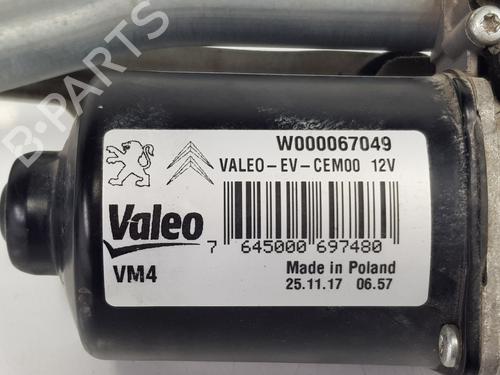 W000067049
VALEO-EV-CEM00 12V
Valeo
7 645000 697480
VM4
Made in Poland
25.11.17 06.57
B-PARTS